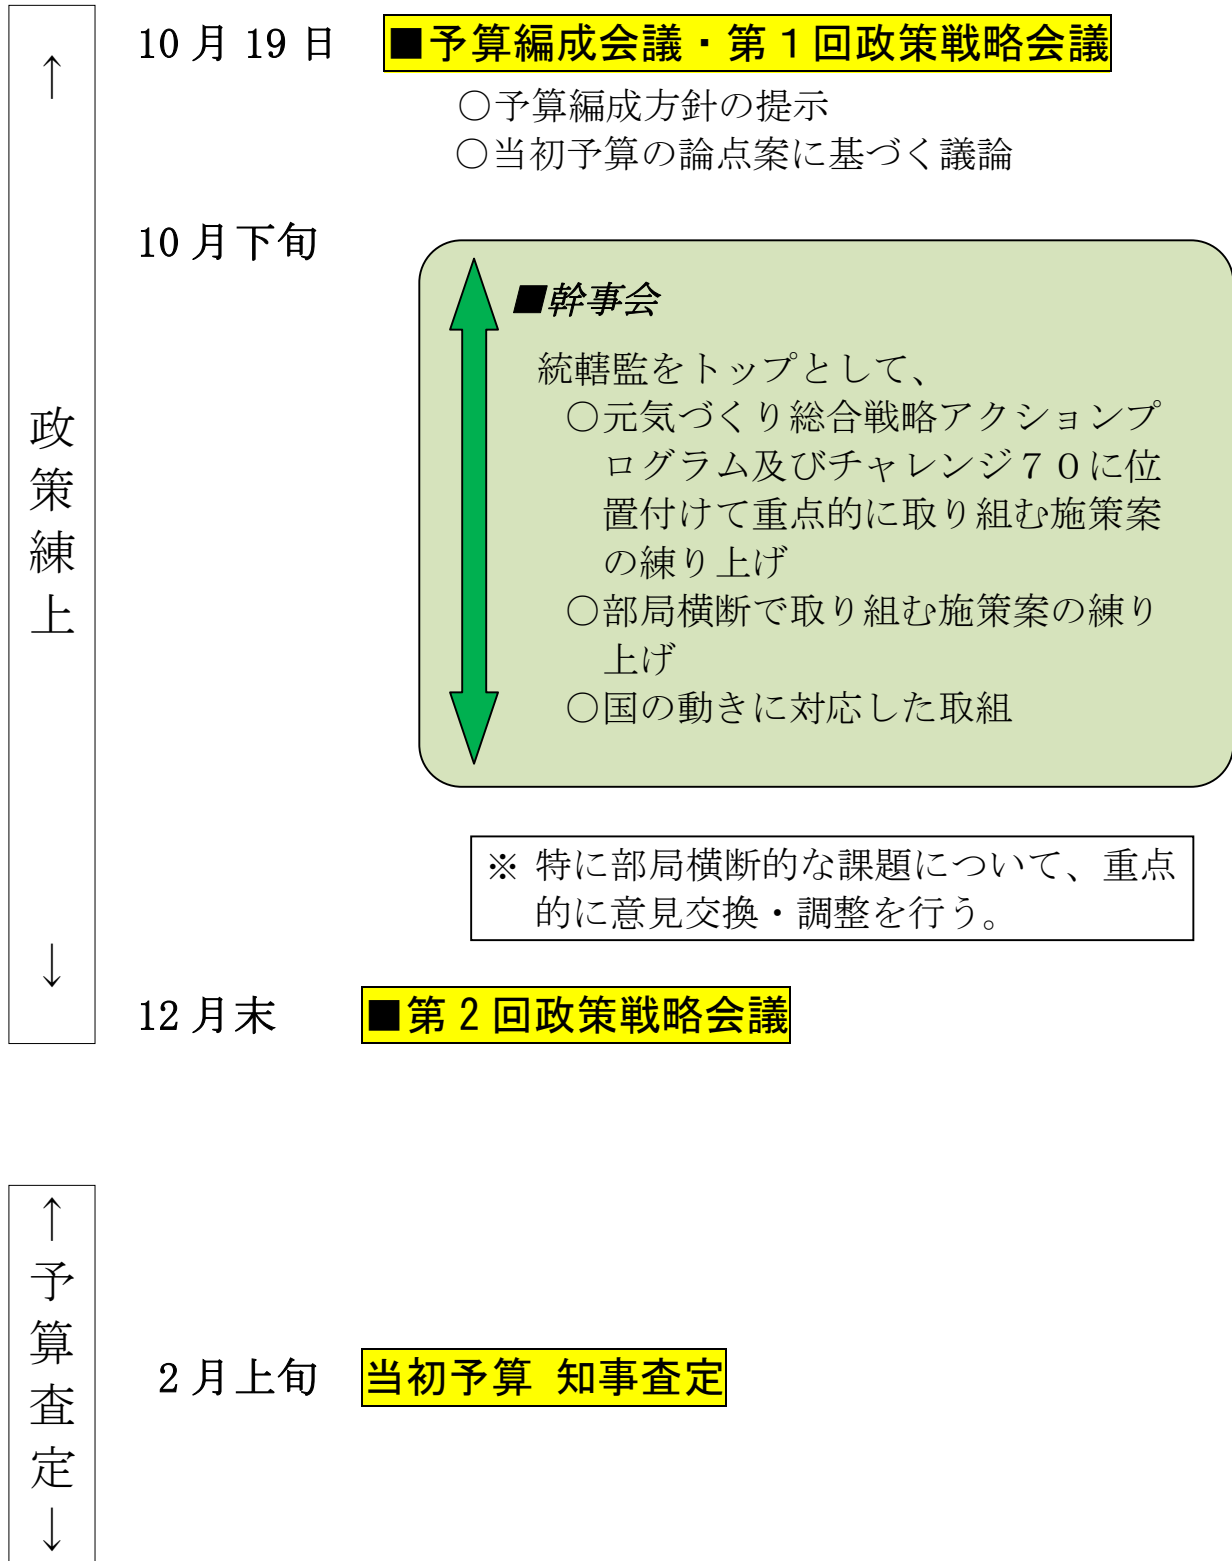 ↑
政
策
練
上
↓
10月19日 ■予算編成会議・第1回政策戦略会議
○予算編成方針の提示
○当初予算の論点案に基づく議論
10月下旬
■幹事会
統轄監をトップとして、
○元気づくり総合戦略アクションプ
ログラム及びチャレンジ70に位
置付けて重点的に取り組む施策案
の練り上げ
○部局横断で取り組む施策案の練り
上げ
○国の動きに対応した取組
※ 特に部局横断的な課題について、重点
的に意見交換・調整を行う。
12月末 ■第2回政策戦略会議
↑
予
算
査
定
↓
2月上旬 当初予算 知事査定